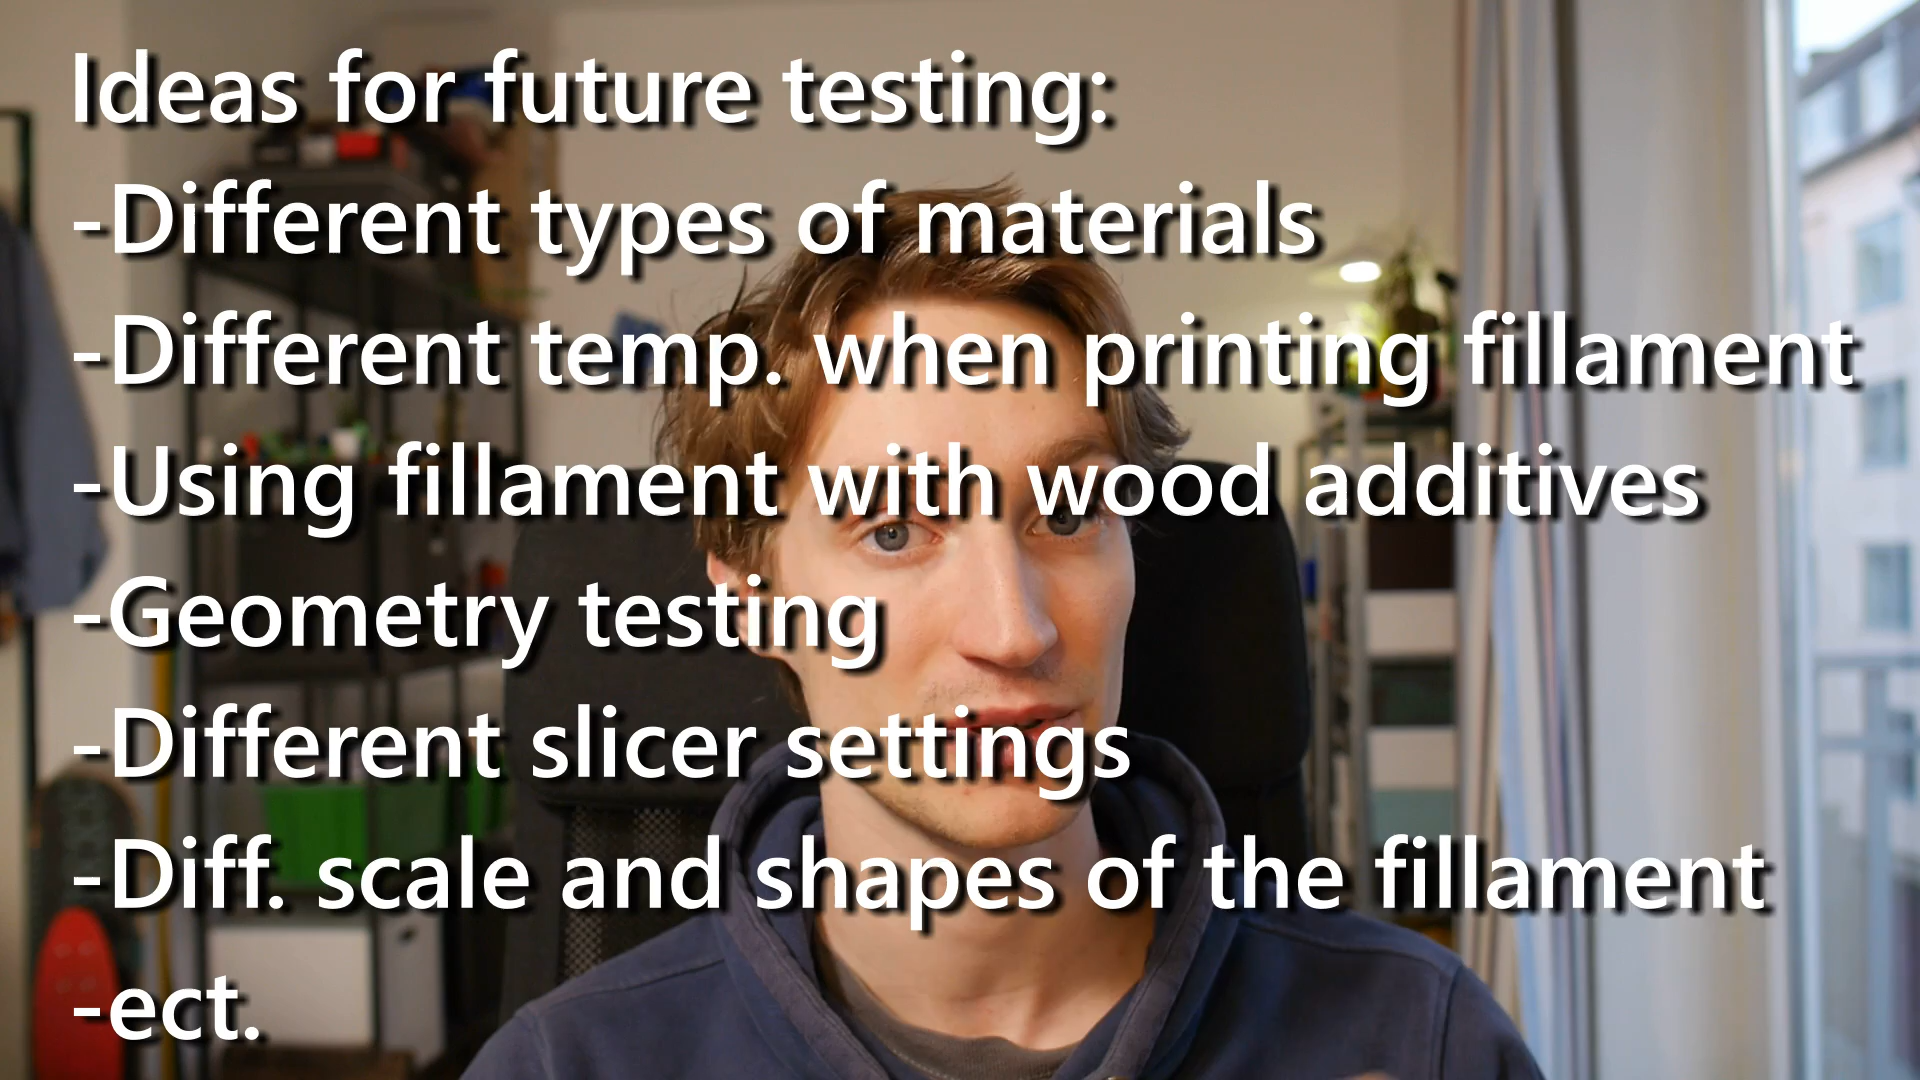 Ideas for future testing:
-Different types of materials
-Different temp. when printing fillament
-Using fillament with wood additives
-Geometry testing
-Different slicer settings
-Diff. scale and shapes of the fillament
-ect.